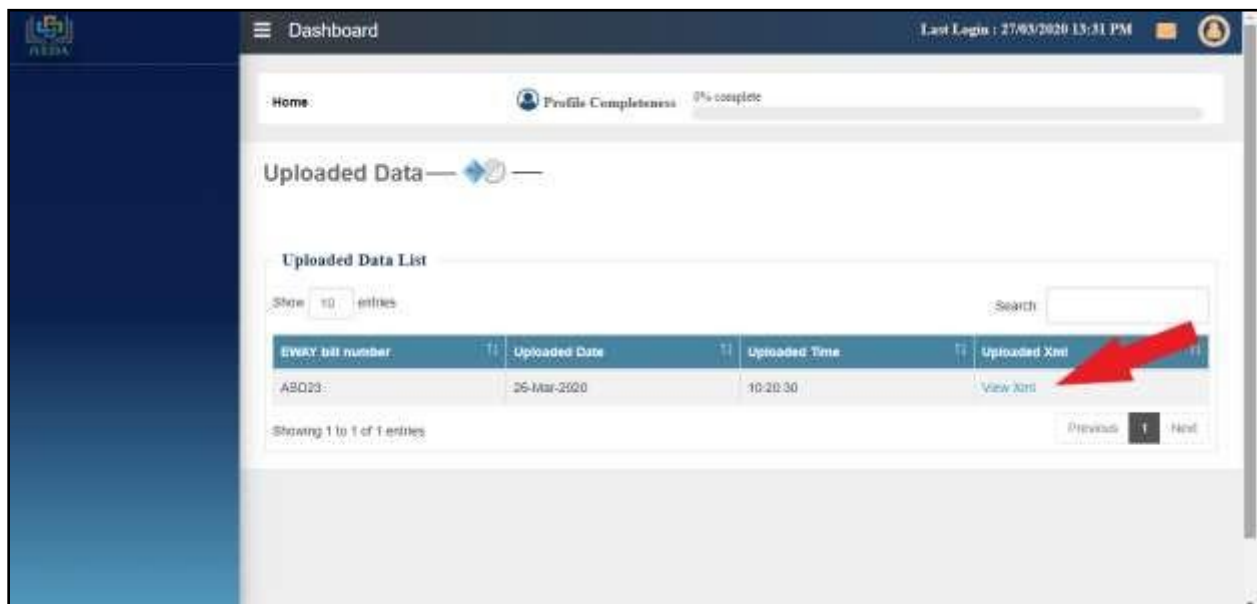 iVEDA
Dashboard
Last Login : 27/03/2020 13:31 PM
Home
Profile Completeness
0% complete
Uploaded Data
Uploaded Data List
Show 10 entries
Search
EWAY bill number
Uploaded Date
Uploaded Time
Uploaded Xml
26-Mar-2020
10:20:30
View Xml
Showing 1 to 1 of 1 entries
Previous 1 Next